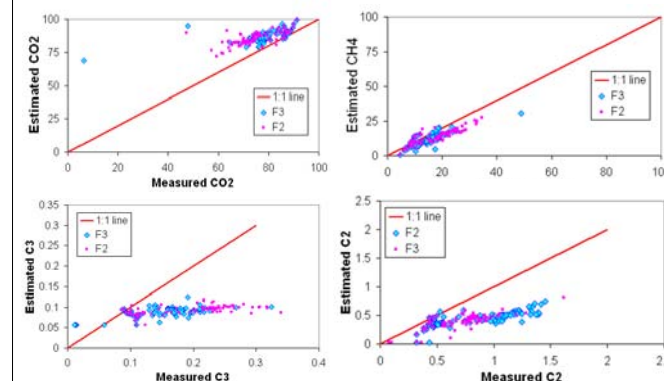 Estimated CO2
100
75
50
25
0
1:1 line
F3
F2
0 20 40 60 80 100
Measured CO2
Estimated CH4
100
75
50
25
0
1:1 line
F3
F2
0 20 40 60 80 100
Estimated C3
0.35
0.3
0.25
0.2
0.15
0.1
0.05
0
1:1 line
F3
F2
0 0.1 0.2 0.3 0.4
Measured C3
Estimated C2
2.5
2
1.5
1
0.5
0
1:1 line
F2
F3
0 0.5 1 1.5 2
Measured C2